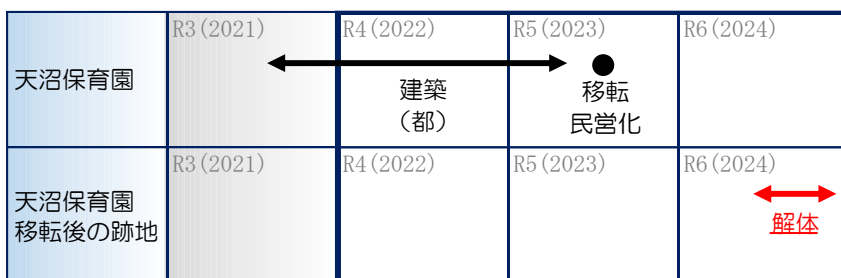 R3(2021) R4(2022) R5(2023) R6(2024)
天沼保育園
建築
（都）
移転
民営化
R3(2021) R4(2022) R5(2023) R6(2024)
天沼保育園
移転後の跡地
解体